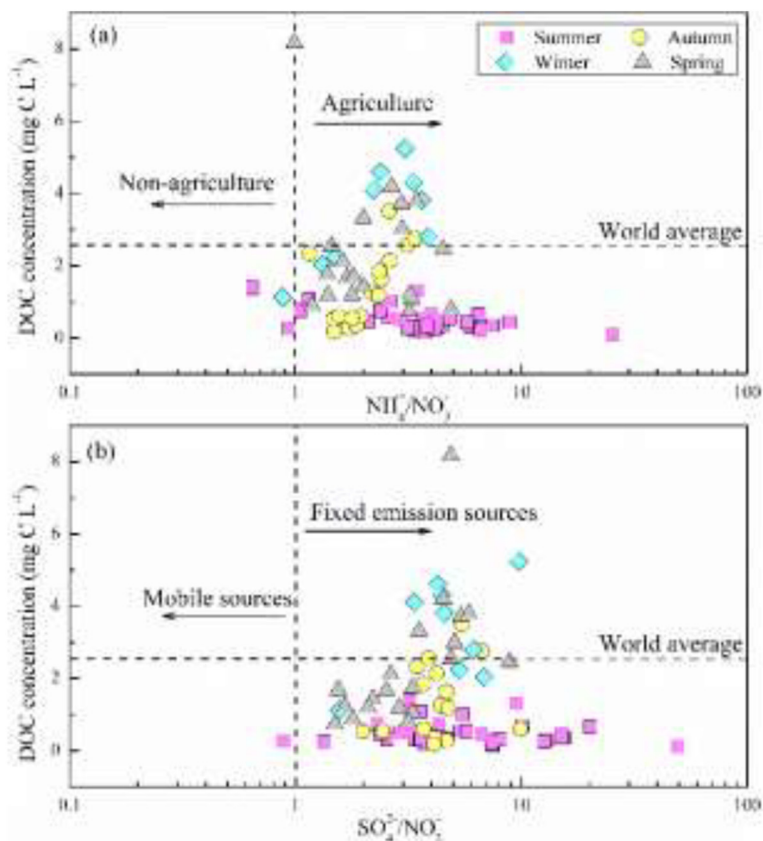 (a)
Summer
Autumn
Winter
Spring
Agriculture
Non-agriculture
World average
DOC concentration (mg C L⁻¹)
8
6
4
2
0
0.1
1
10
100
NH₄⁺/NO₃⁻
(b)
Fixed emission sources
Mobile sources
World average
DOC concentration (mg C L⁻¹)
8
6
4
2
0
0.1
1
10
100
SO₄²⁻/NO₃⁻